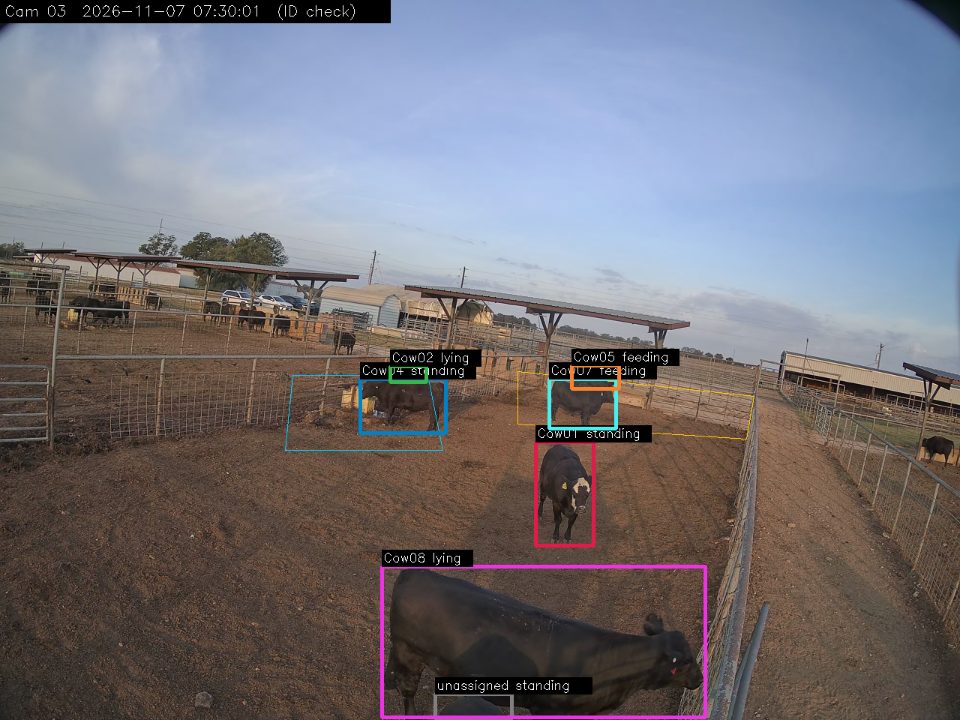 Cam 03 2026-11-07 07:30:01 (ID check)
Cow02 lying
Cow05 feeding
Cow04 standing
Cow07 feeding
Cow01 standing
Cow08 lying
unassigned standing